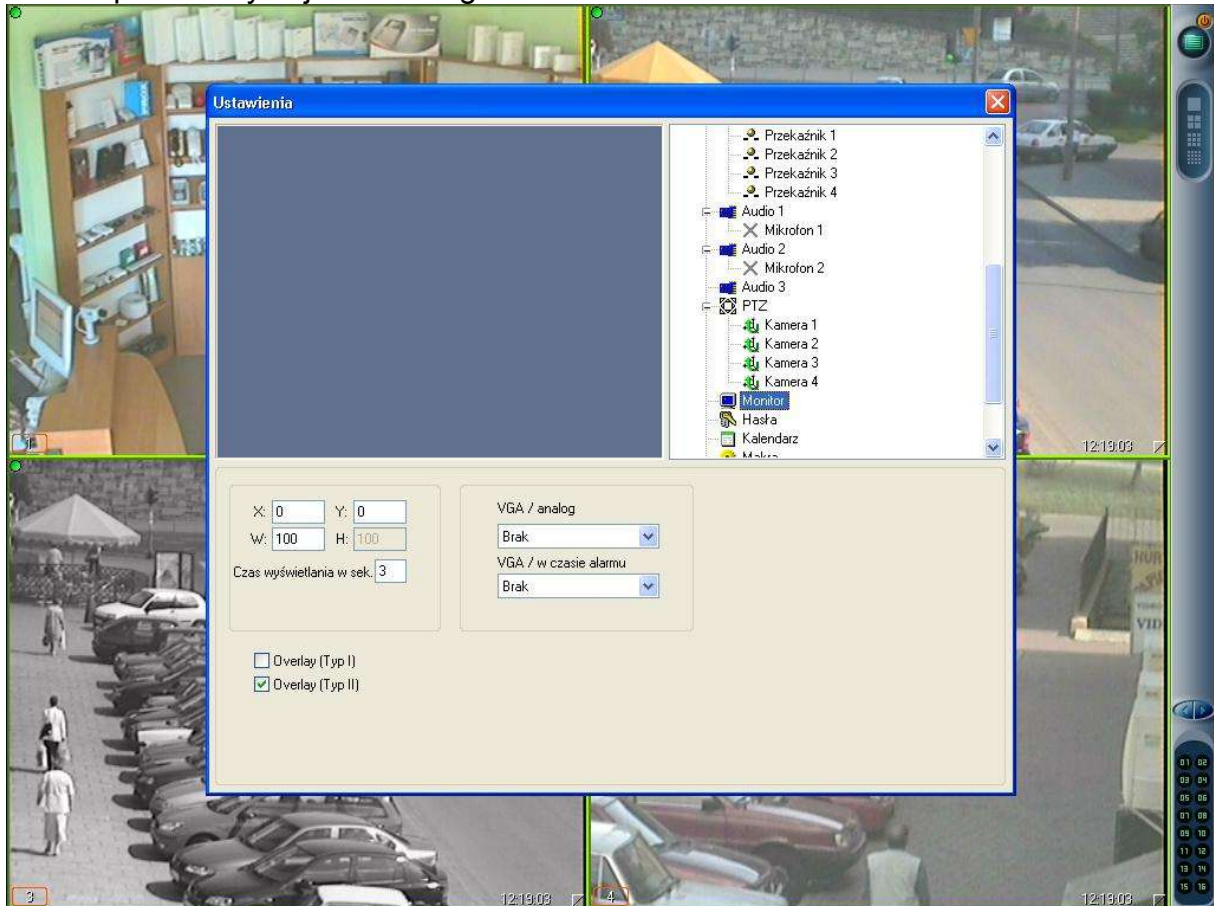 Ustawienia
Przekaźnik 1
Przekaźnik 2
Przekaźnik 3
Przekaźnik 4
Audio 1
Mikrofon 1
Audio 2
Mikrofon 2
Audio 3
PTZ
Kamera 1
Kamera 2
Kamera 3
Kamera 4
Monitor
Hasła
Kalendarz
Makra
X: 0 Y: 0
W: 100 H: 100
Czas wyświetlania w sek. 3
VGA / analog
Brak
VGA / w czasie alarmu
Brak
Overlay (Typ I)
Overlay (Typ II)
1
12:19:03
VID
3
12:19:03
4
12:19:03
01 02
03 04
05 06
07 08
09 10
11 12
13 14
15 16